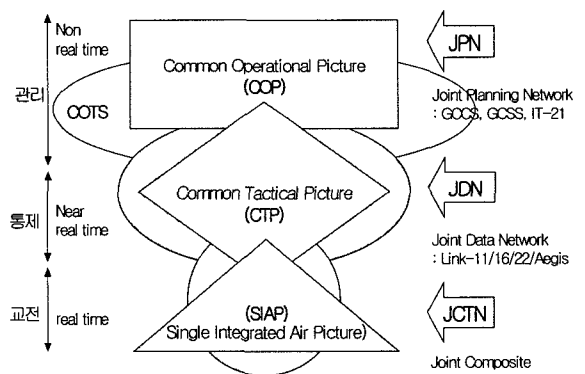 Non
real time
관리
COTS
Common Operational Picture
(COP)
JPN
Joint Planning Network
: GCCS, GCSS, IT-21
통제
Near
real time
Common Tactical Picture
(CTP)
JDN
Joint Data Network
: Link-11/16/22/Aegis
교전
real time
(SIAP)
Single Integrated Air Picture)
JCTN
Joint Composite